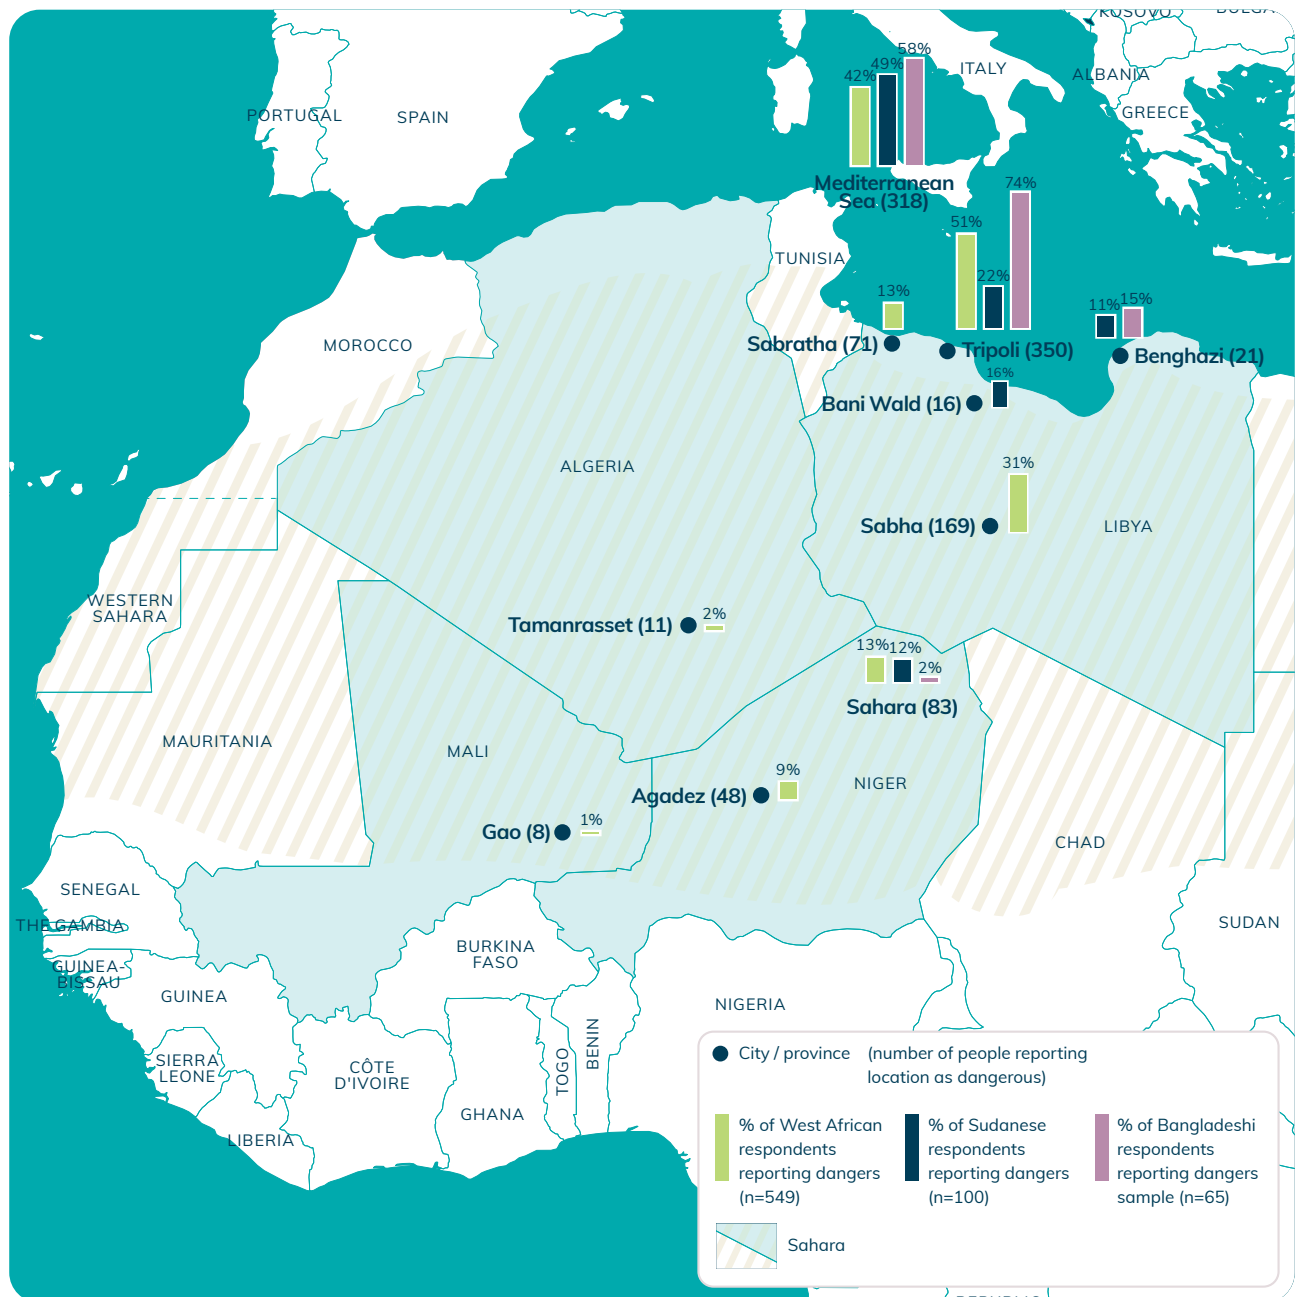 KOSOVO
58%
49%
42%
ITALY
ALBANIA
PORTUGAL
SPAIN
GREECE
Mediterranean
Sea (318)
74%
51%
22%
TUNISIA
13%
11%
15%
MOROCCO
Sabratha (71)
Tripoli (350)
Benghazi (21)
16%
Bani Wald (16)
ALGERIA
31%
Sabha (169)
LIBYA
WESTERN
SAHARA
Tamanrasset (11)
2%
13%
12%
2%
Sahara (83)
MAURITANIA
MALI
9%
NIGER
Agadez (48)
Gao (8)
1%
CHAD
SENEGAL
THE GAMBIA
SUDAN
BURKINA
FASO
GUINEA-
BISSAU
GUINEA
NIGERIA
SIERRA
LEONE
CÔTE
D'IVOIRE
TOGO
BENIN
GHANA
LIBERIA
City / province (number of people reporting
location as dangerous)
% of West African
respondents
reporting dangers
(n=549)
% of Sudanese
respondents
reporting dangers
(n=100)
% of Bangladeshi
respondents
reporting dangers
sample (n=65)
Sahara